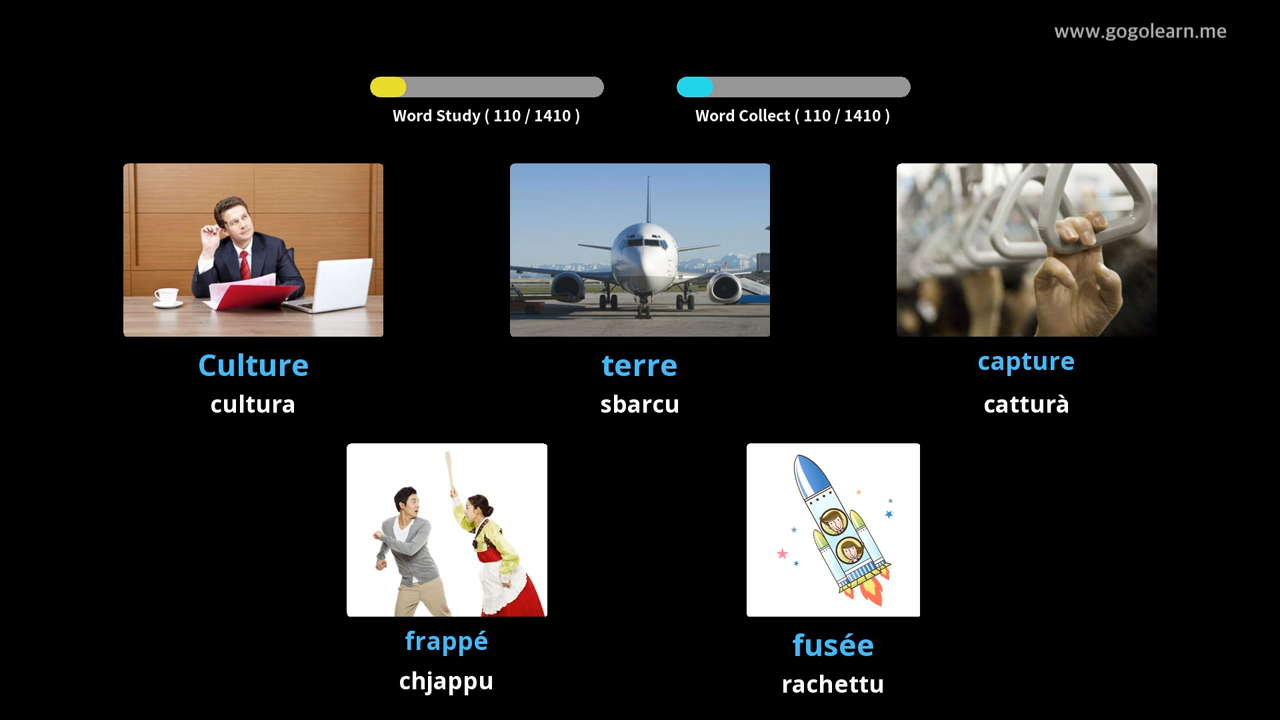 www.gogolearn.me
Word Study ( 110 / 1410 )
Word Collect ( 110 / 1410 )
Culture
cultura
terre
sbarcu
capture
catturà
frappé
chjappu
fusée
rachettu